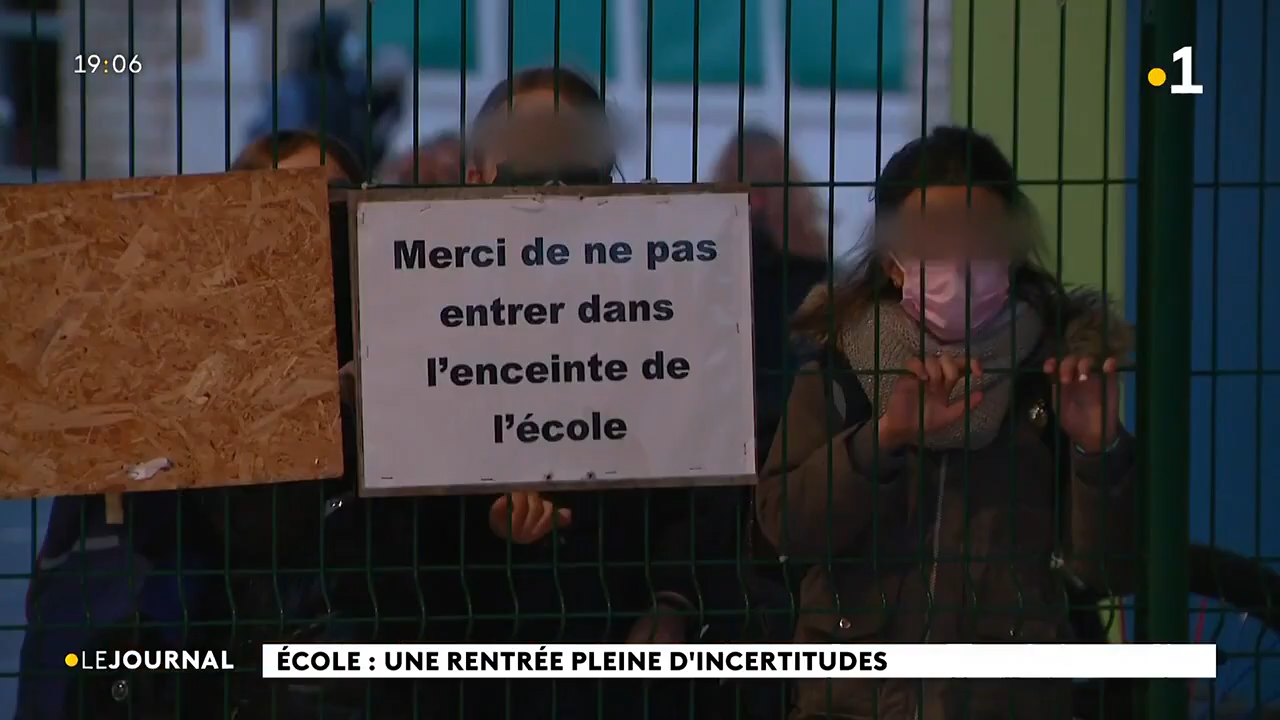 19:06
1
Merci de ne pas
entrer dans
l'enceinte de
l'école
LEJOURNAL
ÉCOLE : UNE RENTRÉE PLEINE D'INCERTITUDES